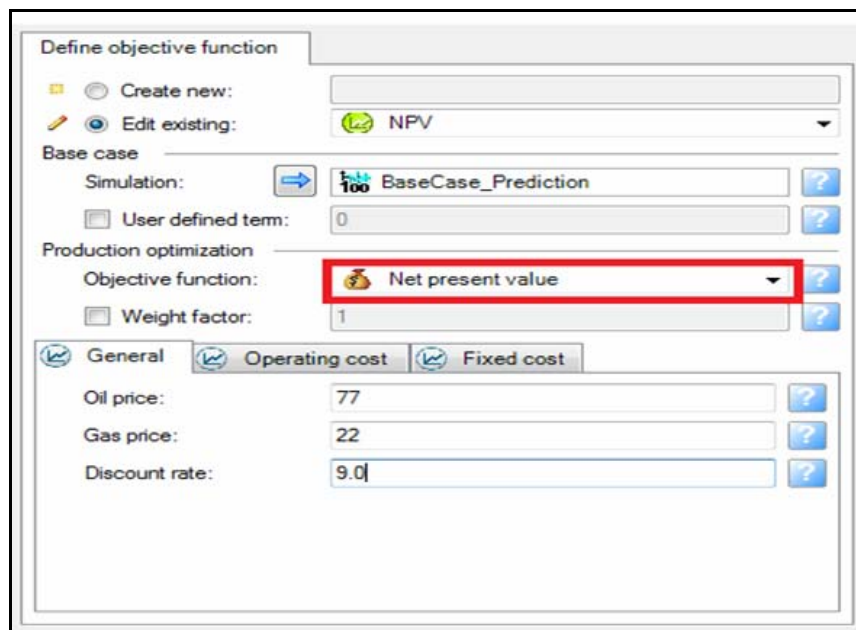 Define objective function
Create new:
Edit existing: NPV
Base case
Simulation: BaseCase_Prediction
User defined term: 0
Production optimization
Objective function: Net present value
Weight factor: 1
General Operating cost Fixed cost
Oil price: 77
Gas price: 22
Discount rate: 9.0